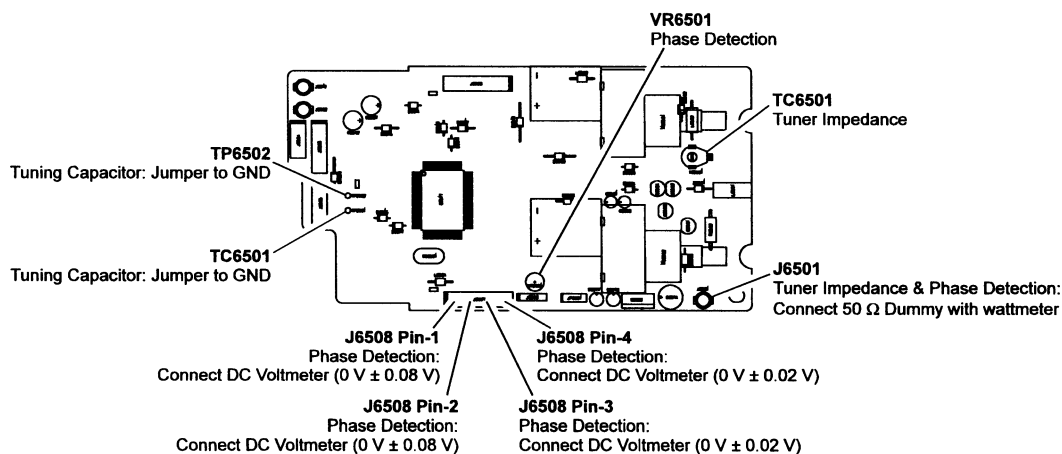 VR6501
Phase Detection
TC6501
Tuner Impedance
TP6502
Tuning Capacitor: Jumper to GND
TC6501
Tuning Capacitor: Jumper to GND
J6501
Tuner Impedance & Phase Detection:
Connect 50 Ω Dummy with wattmeter
J6508 Pin-1
Phase Detection:
Connect DC Voltmeter (0 V ± 0.08 V)
J6508 Pin-4
Phase Detection:
Connect DC Voltmeter (0 V ± 0.02 V)
J6508 Pin-2
Phase Detection:
Connect DC Voltmeter (0 V ± 0.08 V)
J6508 Pin-3
Phase Detection:
Connect DC Voltmeter (0 V ± 0.02 V)